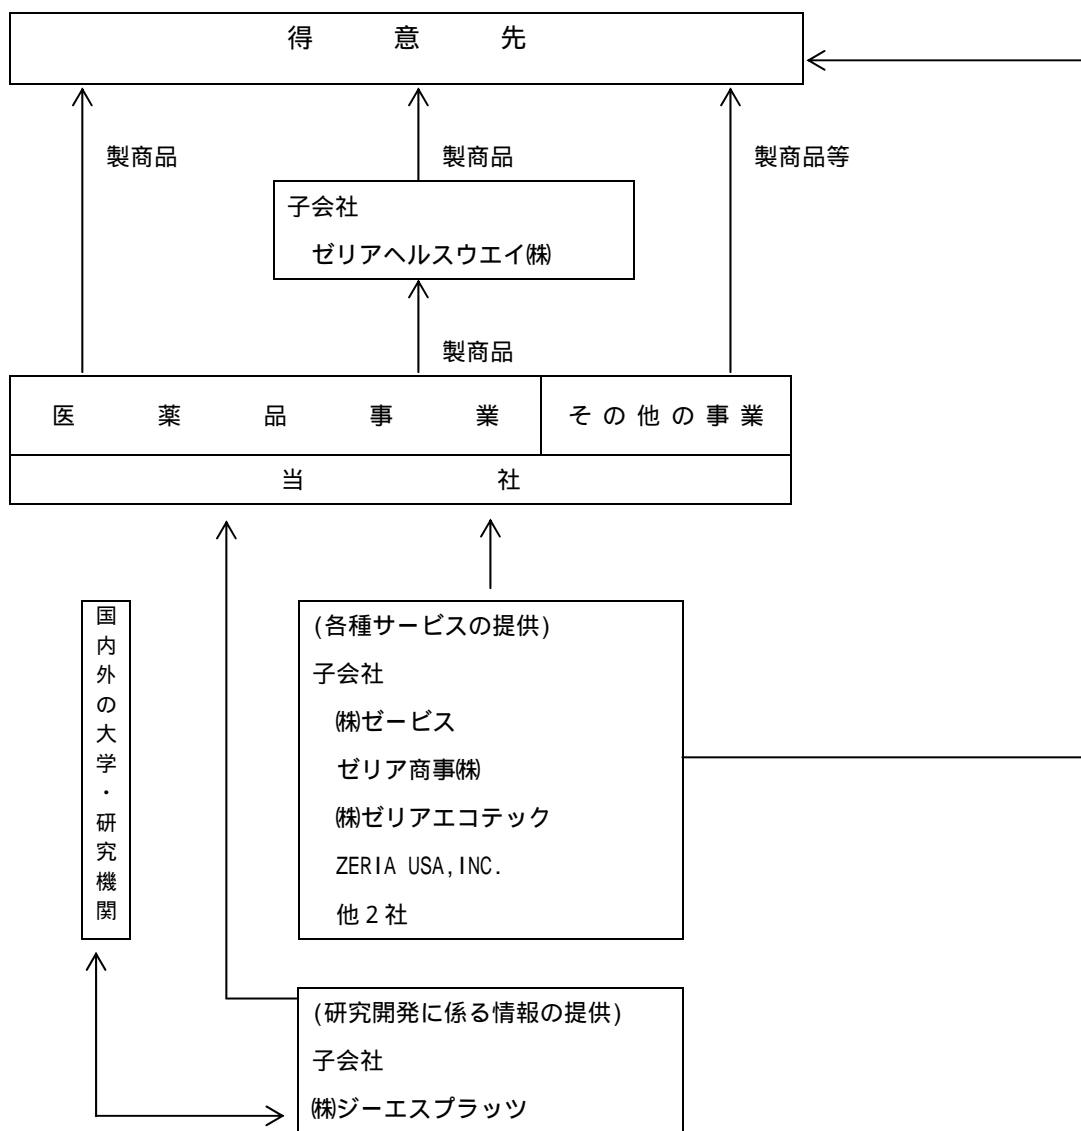 得意先
製商品
製商品
製商品等
子会社
ゼリアヘルスウエイ㈱
製商品
医薬品事業
その他の事業
当社
国内外の大学・研究機関
(各種サービスの提供)
子会社
㈱ゼービス
ゼリア商事㈱
㈱ゼリアエコテック
ZERIA USA,INC.
他2社
(研究開発に係る情報の提供)
子会社
㈱ジーエスプラッツ